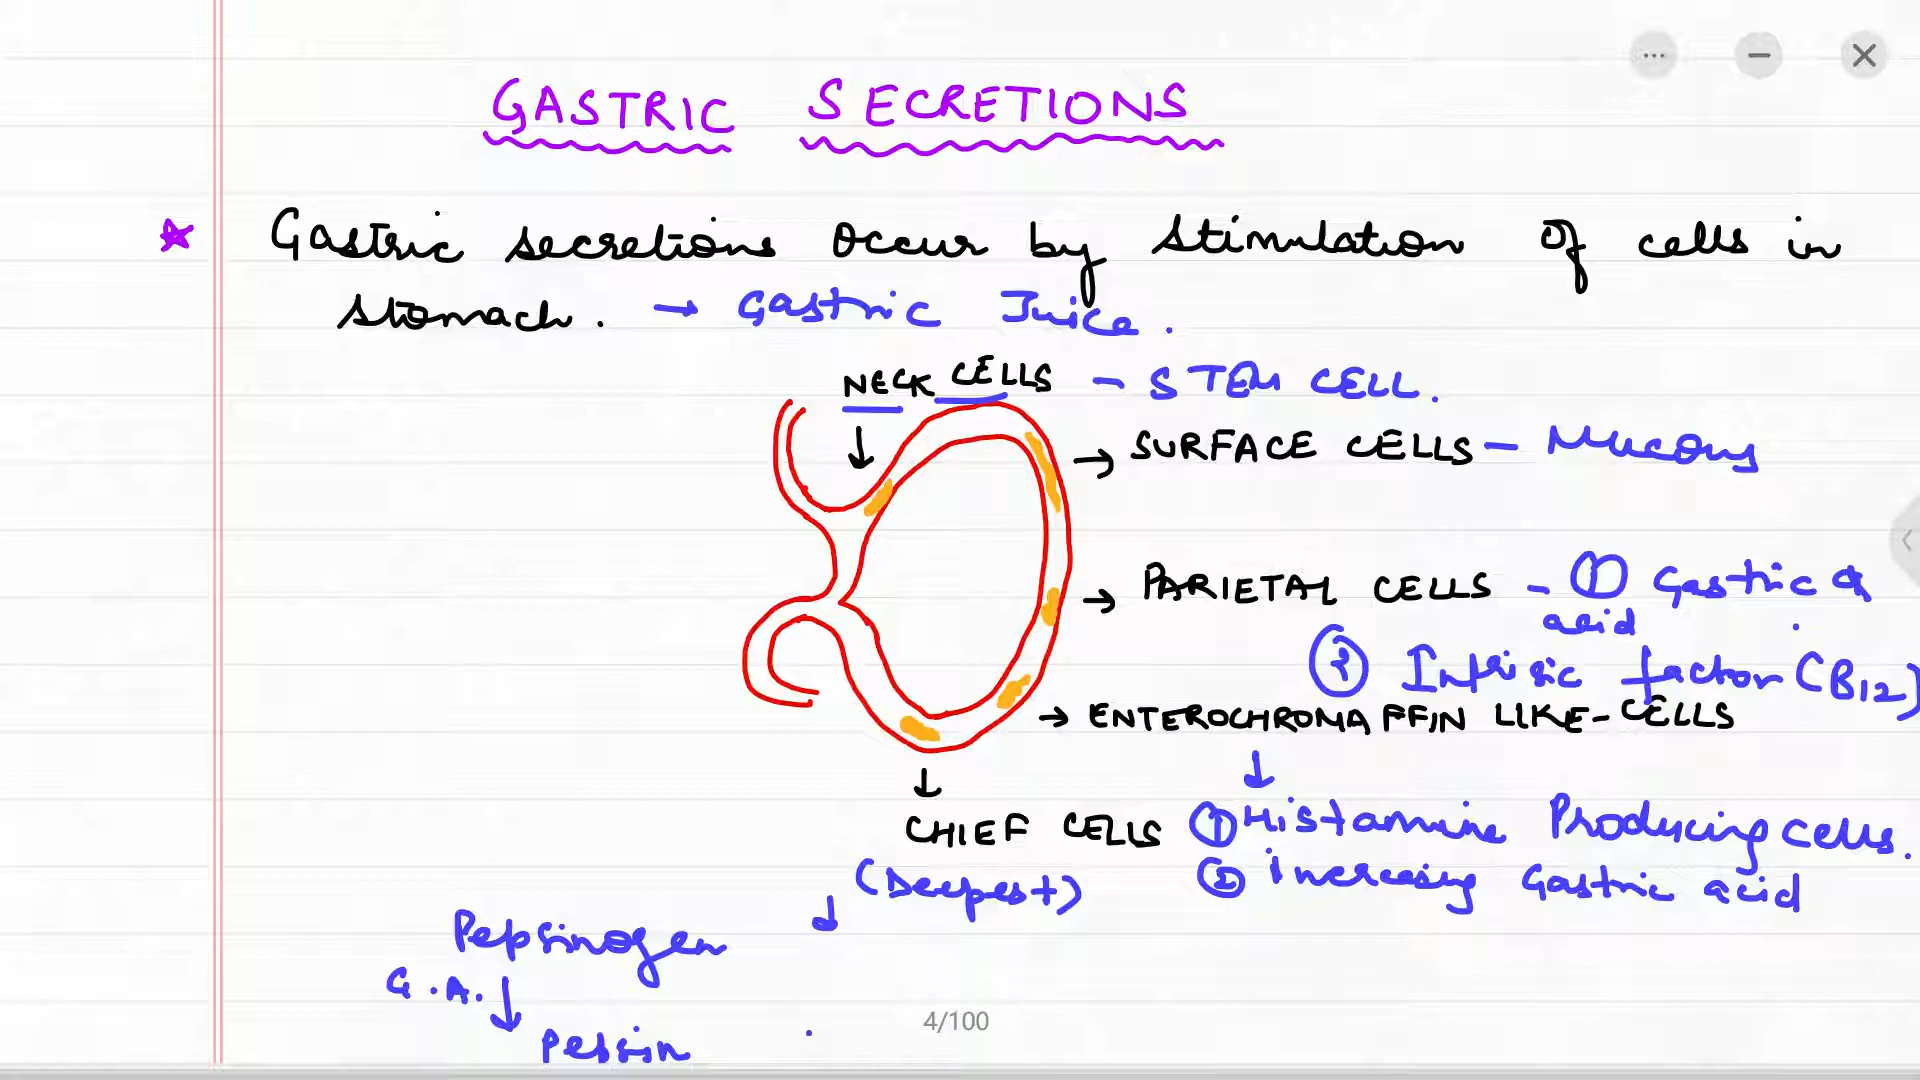 GASTRIC SECRETIONS
Gastric secretions occur by stimulation of cells in
stomach. → Gastric Juice.
NECK CELLS - STEM CELL.
→ SURFACE CELLS - Mucous
→ PARIETAL CELLS - ① Gastric
acid
② Intrisic factor (B12)
→ ENTEROCHROMAFFIN LIKE-CELLS
CHIEF CELLS ① Histamine Producing cells.
(Deepest) ② increasing Gastric acid
Pepsinogen
G.A. ↓
Pepsin
4/100